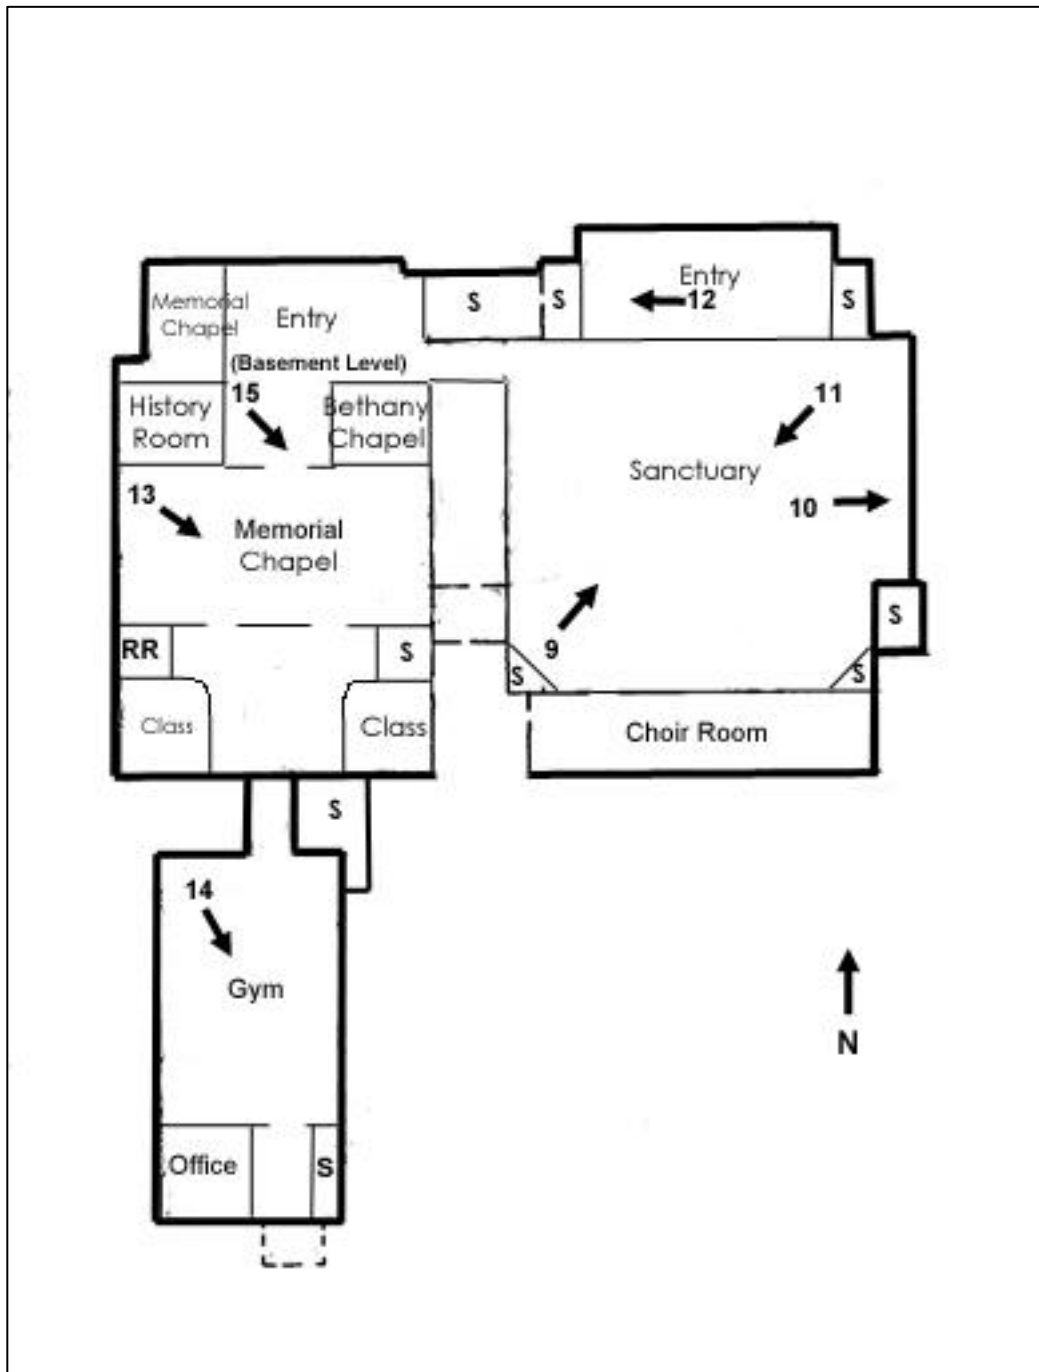 Entry
S
S
12
S
Memorial
Chapel
Entry
(Basement Level)
15
History
Room
Bethany
Chapel
11
Sanctuary
13
10
Memorial
Chapel
S
RR
S
9
S
S
Class
Class
Choir Room
S
14
Gym
N
Office
S